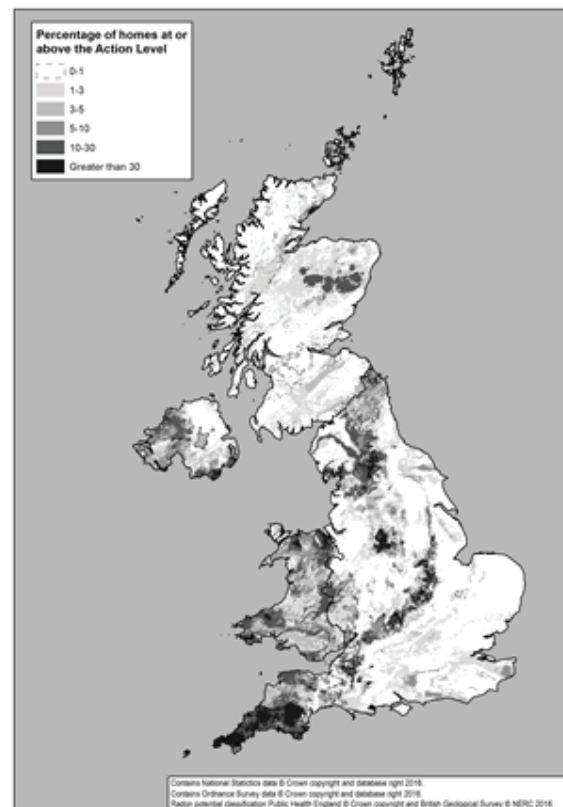 Percentage of homes at or
above the Action Level
0-1
1-3
3-5
5-10
10-30
Greater than 30
Contains National Statistics data © Crown copyright and database right 2016.
Contains Ordnance Survey data © Crown copyright and database right 2016.
Radon potential classification Public Health England © Crown copyright and British Geological Survey © NERC 2016.